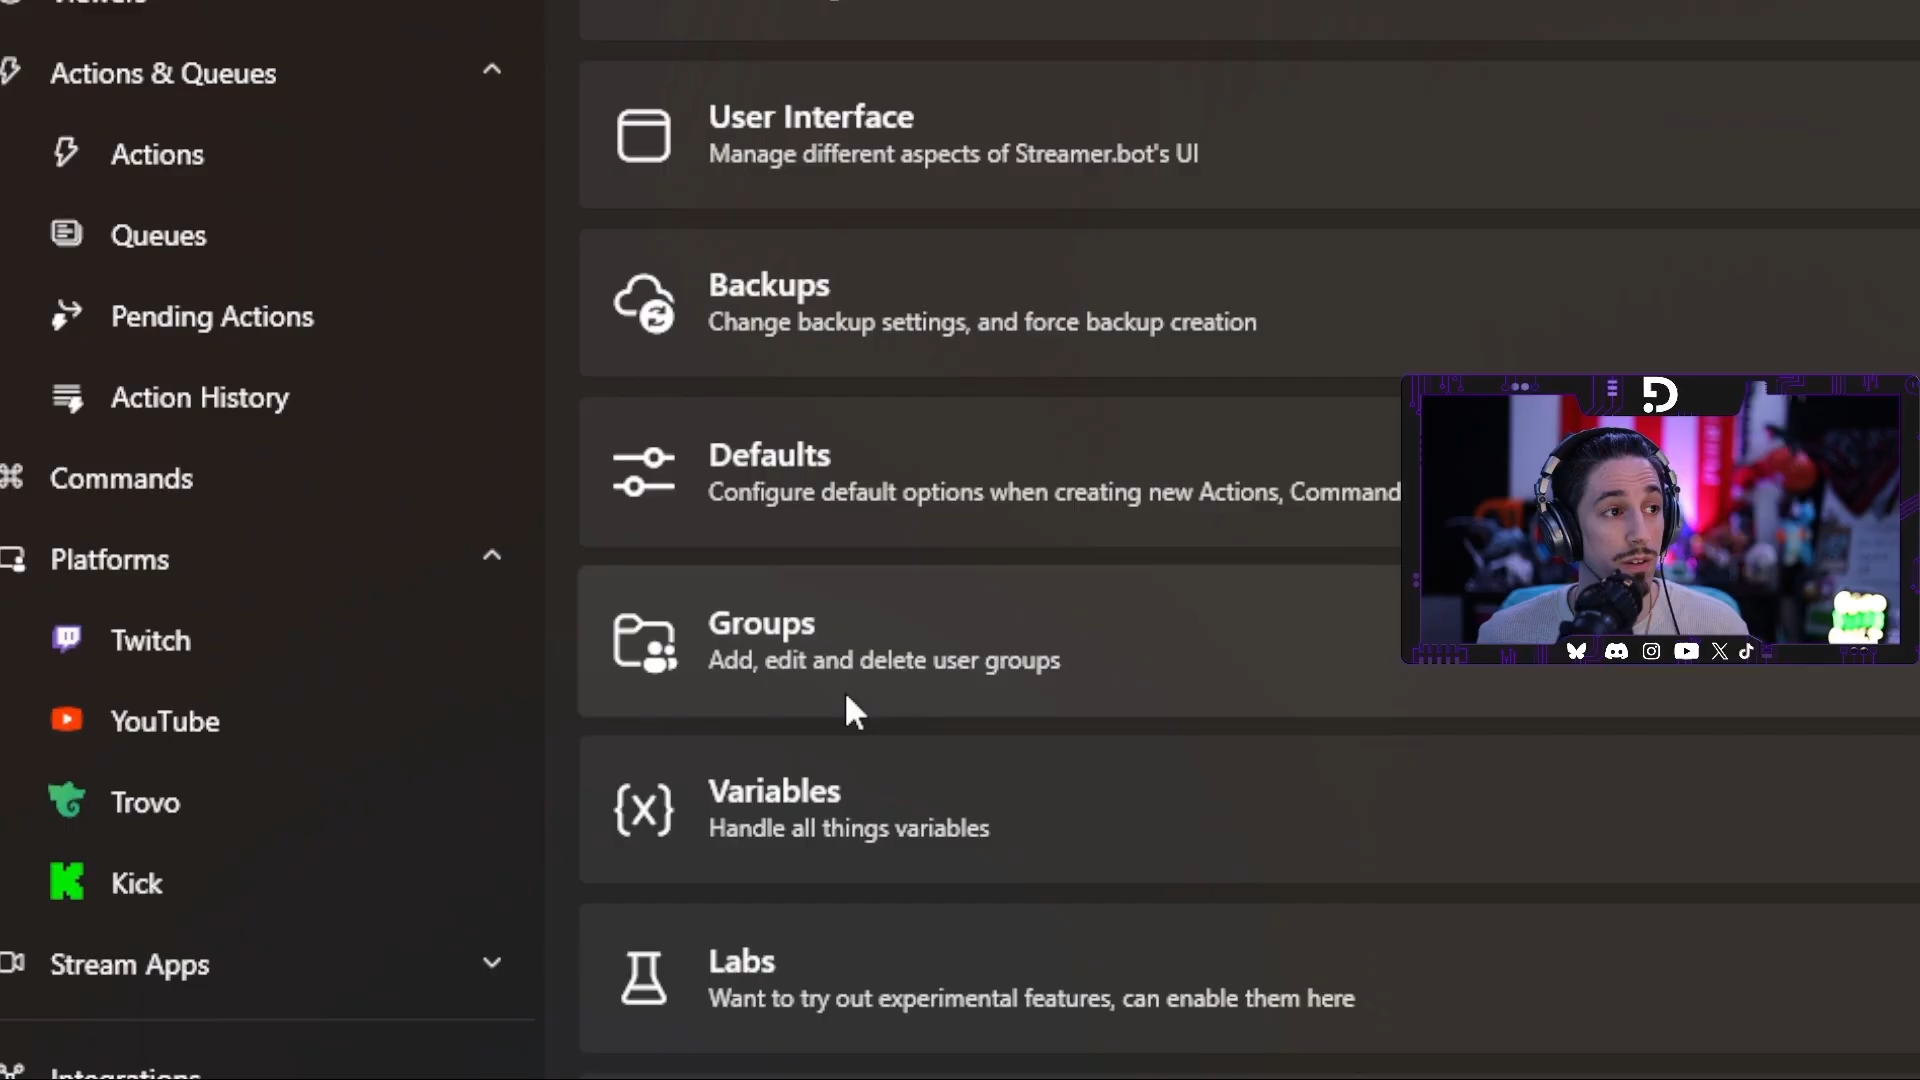 Actions & Queues
Actions
Queues
Pending Actions
Action History
Commands
Platforms
Twitch
YouTube
Trovo
Kick
Stream Apps
User Interface
Manage different aspects of Streamer.bot's UI
Backups
Change backup settings, and force backup creation
Defaults
Configure default options when creating new Actions, Command
Groups
Add, edit and delete user groups
Variables
Handle all things variables
Labs
Want to try out experimental features, can enable them here